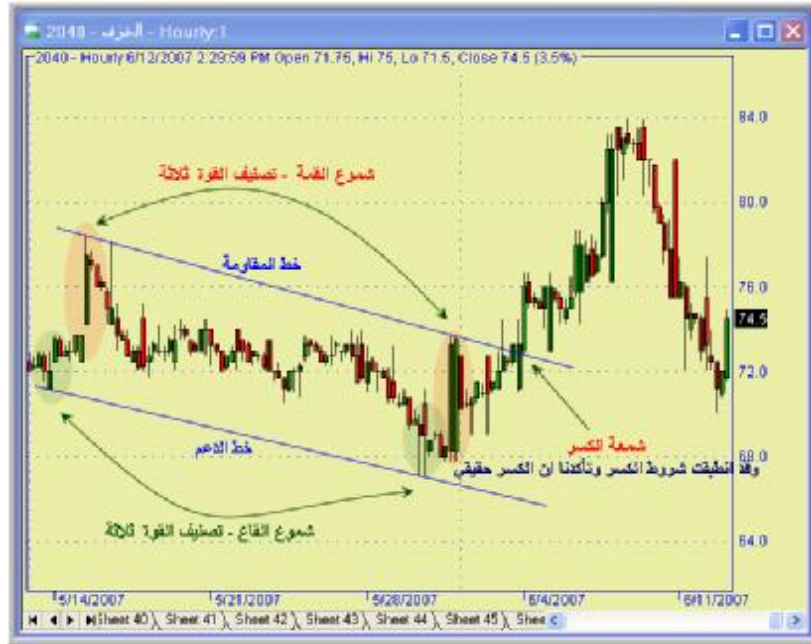 2040 - الخزف - Hourly:1
2040 - Hourly 6/12/2007 2:29:59 PM Open 71.75, Hi 75, Lo 71.5, Close 74.5 (3.5%)
84.0
شموع القمة - تصنيف القوة ثلاثة
80.0
خط المقاومة
76.0
74.5
72.0
شمعة الكسر
خط الدعم
68.0
وقد انطبقت شروط الكسر وتأكدنا ان الكسر حقيقي
شموع القاع - تصنيف القوة ثلاثة
64.0
5/14/2007 5/21/2007 5/28/2007 6/4/2007 6/11/2007
Sheet 40 Sheet 41 Sheet 42 Sheet 43 Sheet 44 Sheet 45 Shee